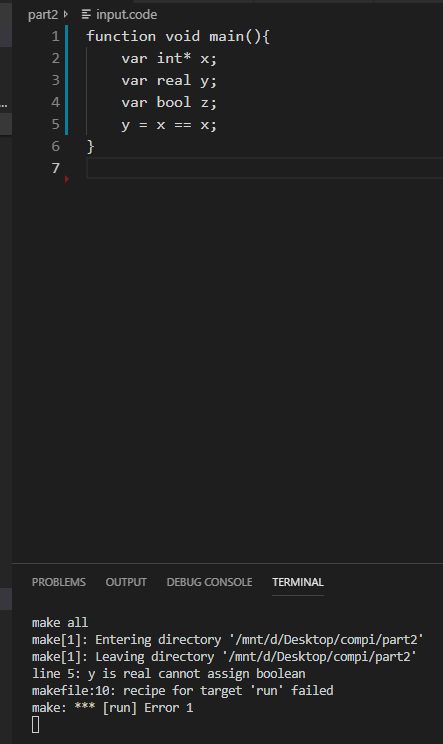 part2 input.code
1 function void main(){
2 var int* x;
3 var real y;
4 var bool z;
5 y = x == x;
6 }
7
...
PROBLEMS OUTPUT DEBUG CONSOLE TERMINAL
make all
make[1]: Entering directory '/mnt/d/Desktop/compi/part2'
make[1]: Leaving directory '/mnt/d/Desktop/compi/part2'
line 5: y is real cannot assign boolean
makefile:10: recipe for target 'run' failed
make: *** [run] Error 1